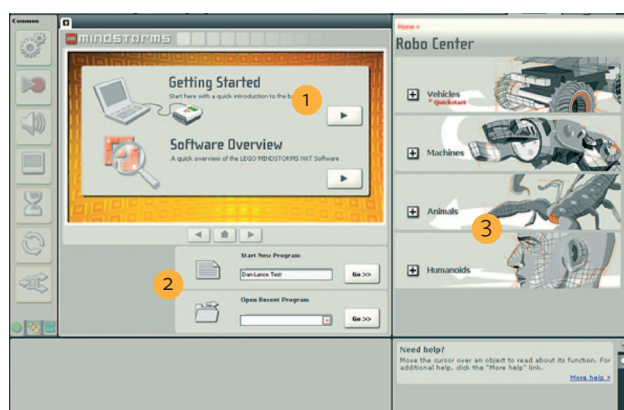 Common
mindstorms
Getting Started
Start here with a quick introduction to the b
1
Software Overview
A quick overview of the LEGO MINDSTORMS NXT Software
2
Start New Program
Dan-Lance Test
Go >>
Open Recent Program
Go >>
Home »
Robo Center
Vehicles
* Quickstart
Machines
Animals
3
Humanoids
Need help?
Move the cursor over an object to read about its function. For
additional help, click the "More help" link.
More help »